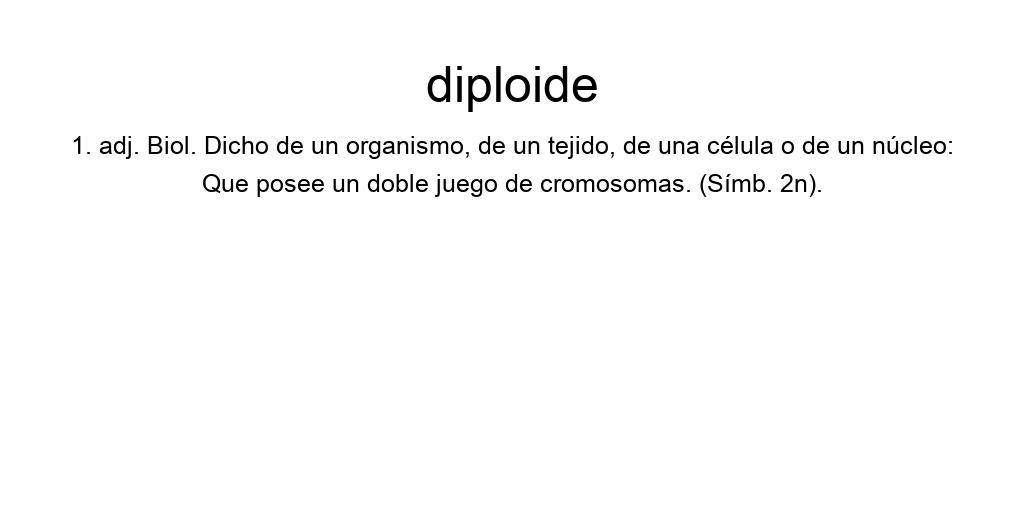 diploide
1. adj. Biol. Dicho de un organismo, de un tejido, de una célula o de un núcleo:
Que posee un doble juego de cromosomas. (Símb. 2n).